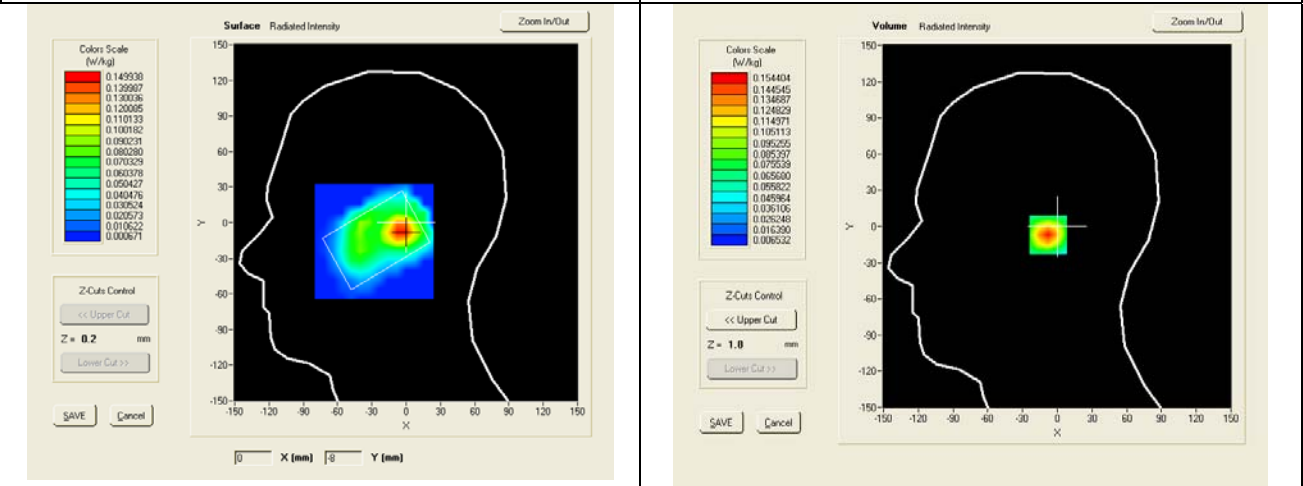 Surface Radiated Intensity
Zoom In/Out
Colors Scale
(W/kg)
0.149938
0.139987
0.130036
0.120085
0.110133
0.100182
0.090231
0.080280
0.070329
0.060378
0.050427
0.040476
0.030524
0.020573
0.010622
0.000671
Z-Cuts Control
<< Upper Cut
Z = 0.2 mm
Lower Cut >>
SAVE Cancel
150
120
90
60
30
0
-30
-60
-90
-120
-150
Y
-150 -120 -90 -60 -30 0 30 60 90 120 150
X
0 X (mm) -8 Y (mm)
Volume Radiated Intensity
Zoom In/Out
Colors Scale
(W/kg)
0.154404
0.144545
0.134687
0.124829
0.114971
0.105113
0.095255
0.085397
0.075539
0.065680
0.055822
0.045964
0.036106
0.026248
0.016390
0.006532
Z-Cuts Control
<< Upper Cut
Z = 1.0 mm
Lower Cut >>
SAVE Cancel
150
120
90
60
30
0
-30
-60
-90
-120
-150
Y
-150 -120 -90 -60 -30 0 30 60 90 120 150
X